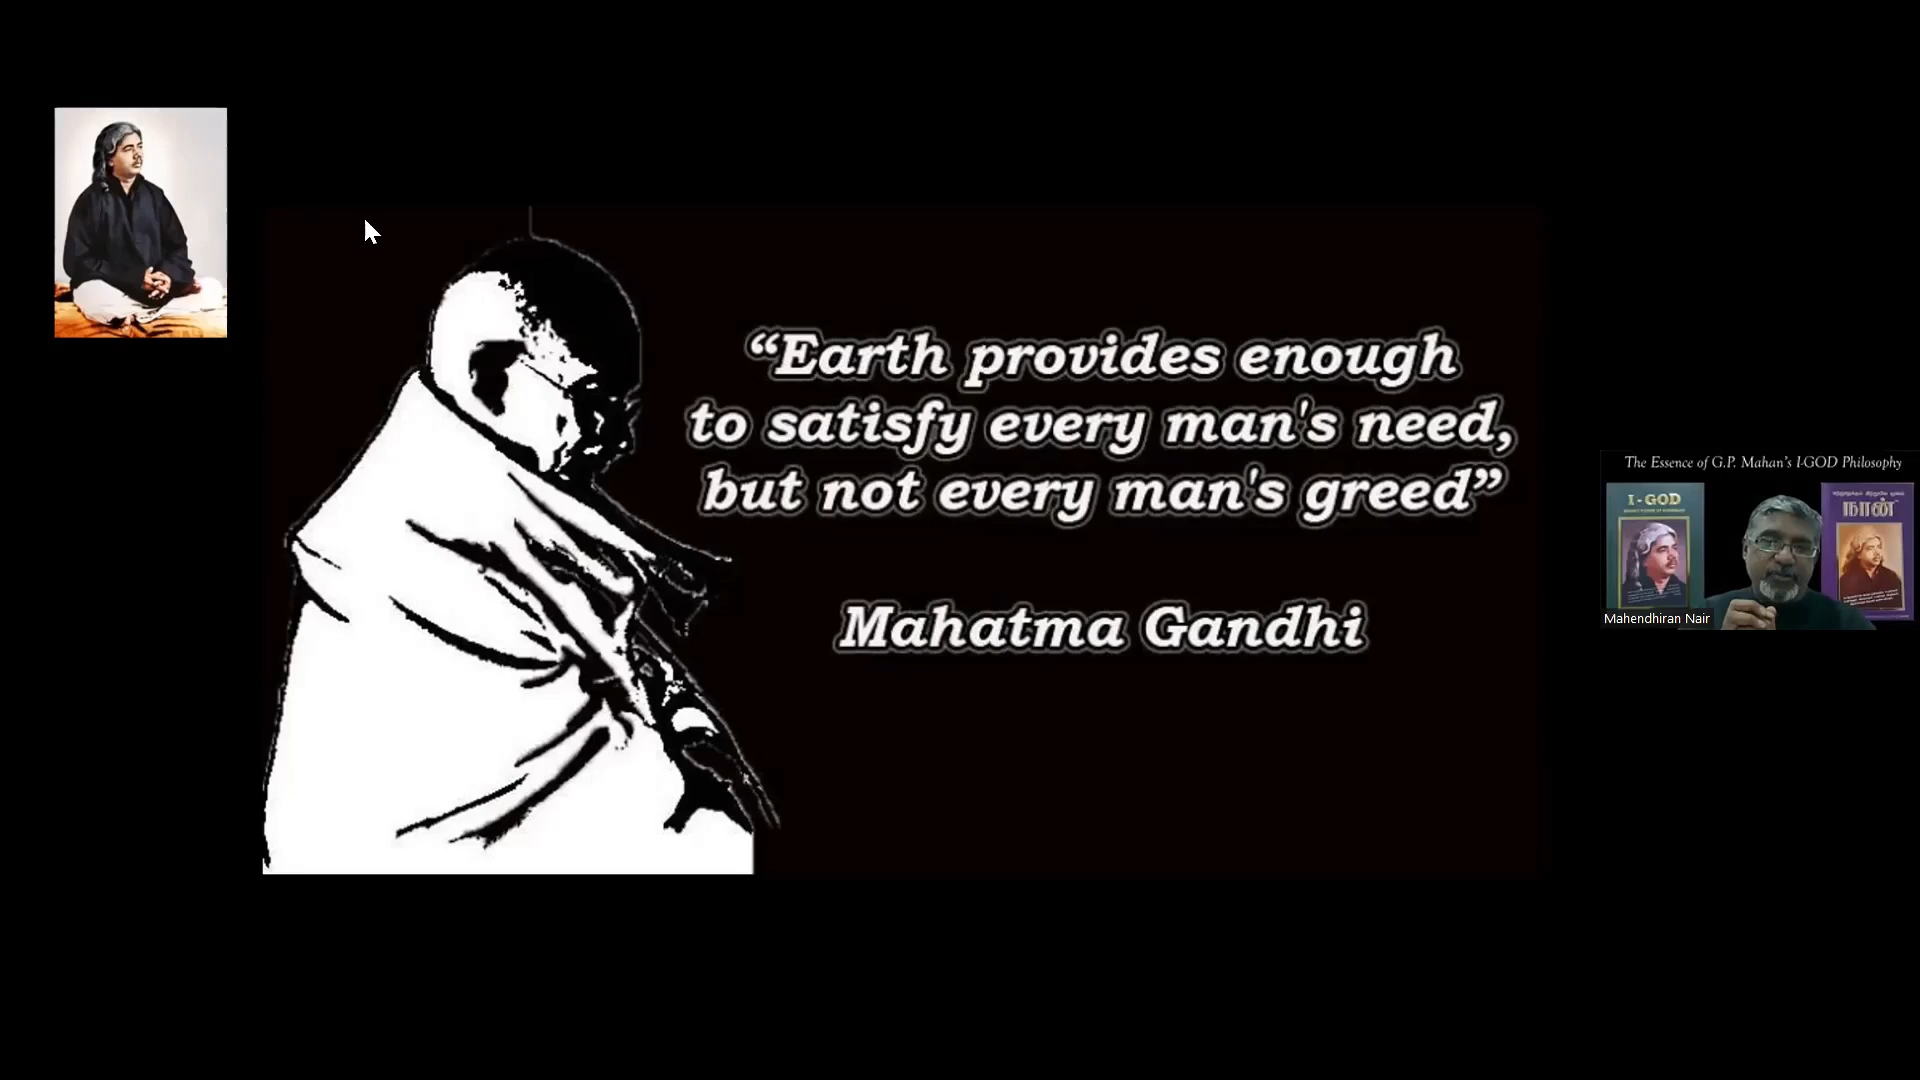 “Earth provides enough
to satisfy every man's need,
but not every man's greed”
Mahatma Gandhi
The Essence of G.P. Mahan's I-GOD Philosophy
I - GOD
நான்
Mahendhiran Nair